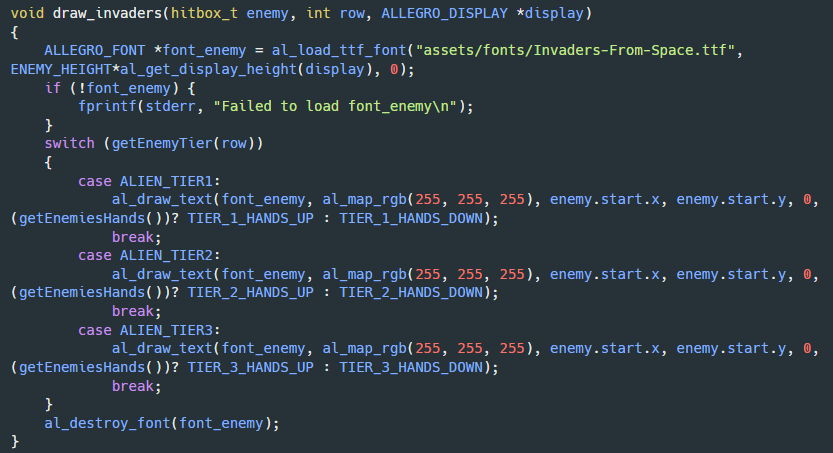 void draw_invaders(hitbox_t enemy, int row, ALLEGRO_DISPLAY *display)
{
    ALLEGRO_FONT *font_enemy = al_load_ttf_font("assets/fonts/Invaders-From-Space.ttf",
ENEMY_HEIGHT*al_get_display_height(display), 0);
    if (!font_enemy) {
        fprintf(stderr, "Failed to load font_enemy\n");
    }
    switch (getEnemyTier(row))
    {
        case ALIEN_TIER1:
            al_draw_text(font_enemy, al_map_rgb(255, 255, 255), enemy.start.x, enemy.start.y, 0,
(getEnemiesHands())? TIER_1_HANDS_UP : TIER_1_HANDS_DOWN);
            break;
        case ALIEN_TIER2:
            al_draw_text(font_enemy, al_map_rgb(255, 255, 255), enemy.start.x, enemy.start.y, 0,
(getEnemiesHands())? TIER_2_HANDS_UP : TIER_2_HANDS_DOWN);
            break;
        case ALIEN_TIER3:
            al_draw_text(font_enemy, al_map_rgb(255, 255, 255), enemy.start.x, enemy.start.y, 0,
(getEnemiesHands())? TIER_3_HANDS_UP : TIER_3_HANDS_DOWN);
            break;
    }
    al_destroy_font(font_enemy);
}